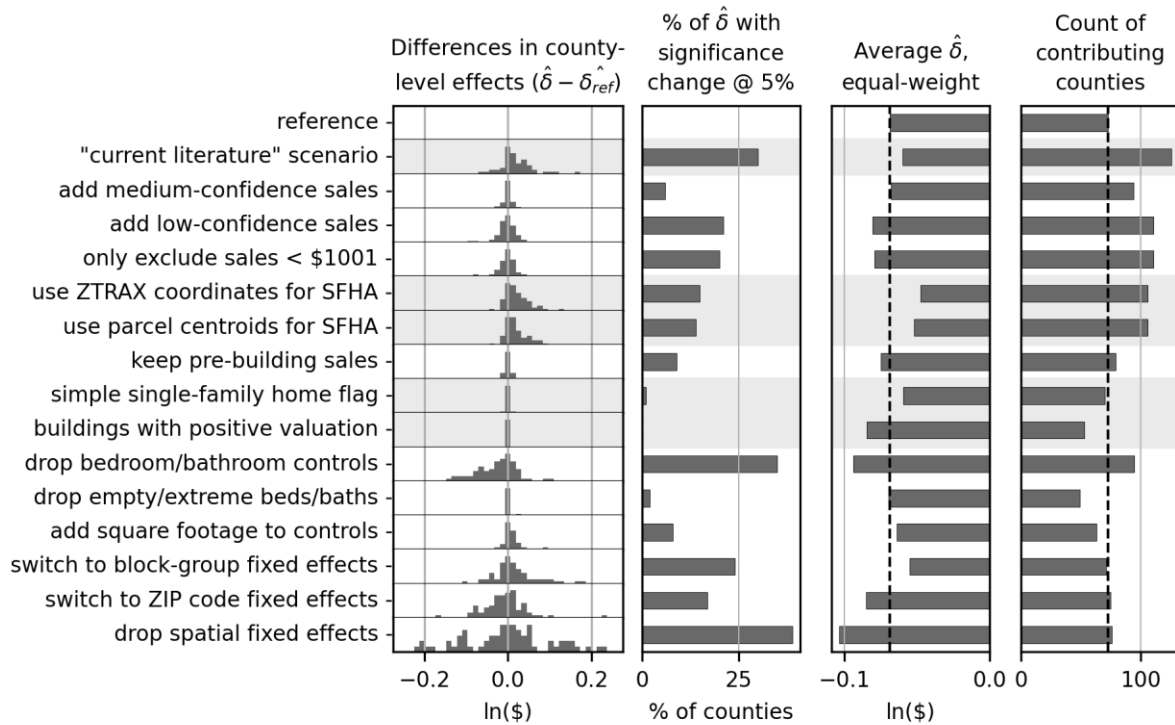 Differences in county-
level effects (δ̂ − δ̂_ref)
% of δ̂ with
significance
change @ 5%
Average δ̂,
equal-weight
Count of
contributing
counties
reference
"current literature" scenario
add medium-confidence sales
add low-confidence sales
only exclude sales < $1001
use ZTRAX coordinates for SFHA
use parcel centroids for SFHA
keep pre-building sales
simple single-family home flag
buildings with positive valuation
drop bedroom/bathroom controls
drop empty/extreme beds/baths
add square footage to controls
switch to block-group fixed effects
switch to ZIP code fixed effects
drop spatial fixed effects
−0.2 0.0 0.2
ln($)
0 25
% of counties
−0.1 0.0
ln($)
0 100